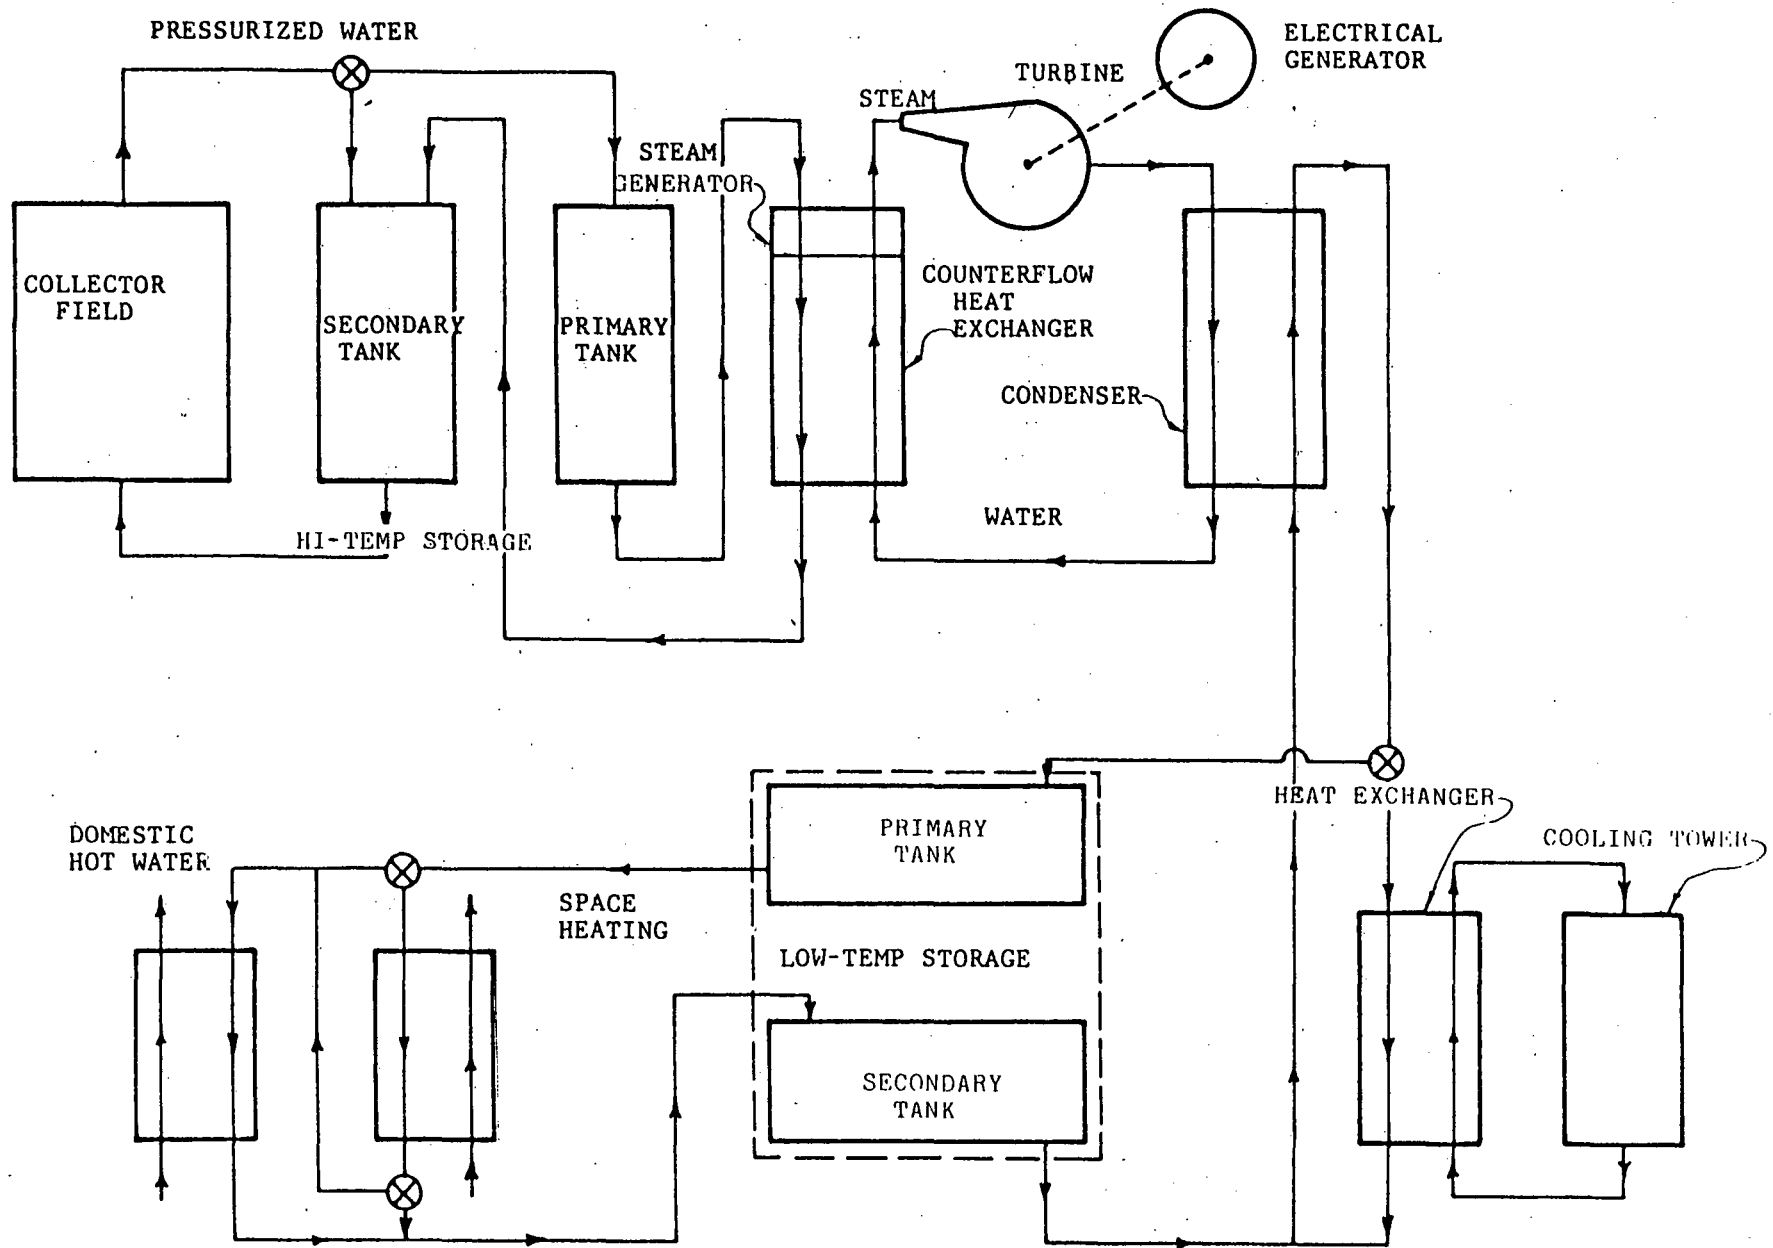 PRESSURIZED WATER
ELECTRICAL
GENERATOR
TURBINE
STEAM
STEAM
GENERATOR
COLLECTOR
FIELD
SECONDARY
TANK
PRIMARY
TANK
COUNTERFLOW
HEAT
EXCHANGER
CONDENSER
HI-TEMP STORAGE
WATER
HEAT EXCHANGER
COOLING TOWER
DOMESTIC
HOT WATER
PRIMARY
TANK
SPACE
HEATING
LOW-TEMP STORAGE
SECONDARY
TANK